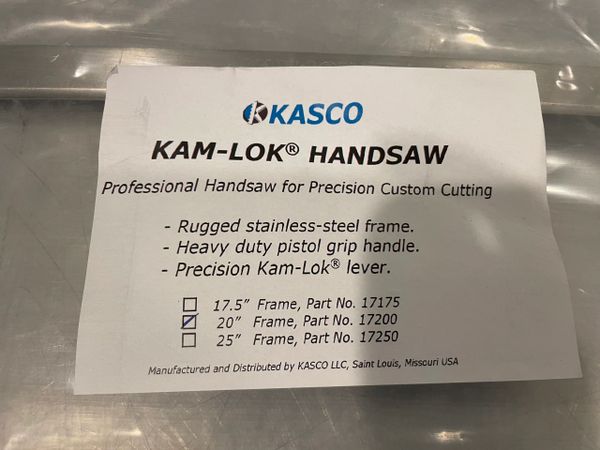 KASCO
KAM-LOK® HANDSAW
Professional Handsaw for Precision Custom Cutting
- Rugged stainless-steel frame.
- Heavy duty pistol grip handle.
- Precision Kam-Lok® lever.
17.5" Frame, Part No. 17175
20" Frame, Part No. 17200
25" Frame, Part No. 17250
Manufactured and Distributed by KASCO LLC, Saint Louis, Missouri USA